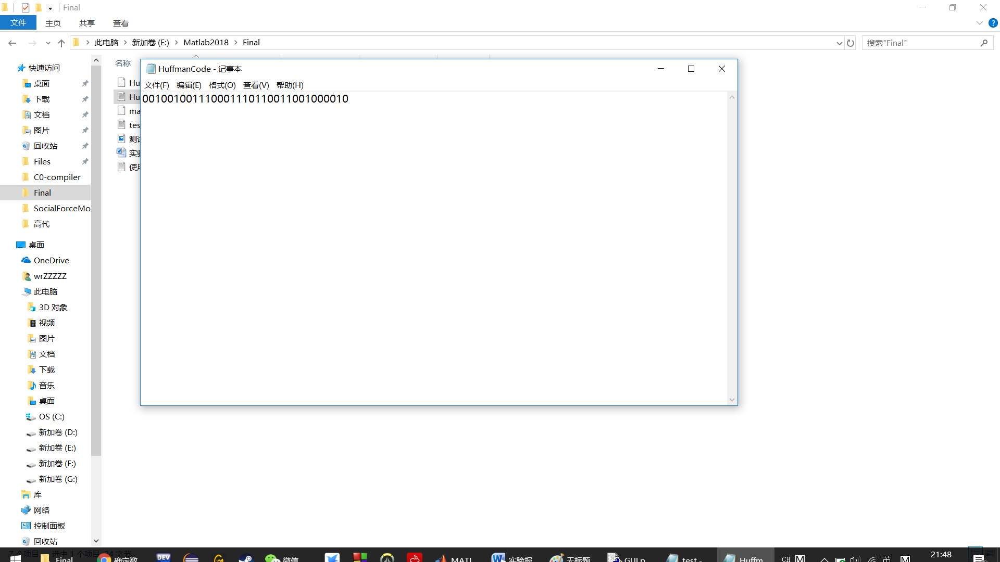 Final
文件 主页 共享 查看
此电脑 新加卷 (E:) Matlab2018 Final
搜索"Final"
快速访问
桌面
下载
文档
图片
回收站
Files
C0-compiler
Final
SocialForceMo
高代
桌面
OneDrive
wrZZZZZ
此电脑
3D 对象
视频
图片
文档
下载
音乐
桌面
OS (C:)
新加卷 (D:)
新加卷 (E:)
新加卷 (F:)
新加卷 (G:)
库
网络
控制面板
回收站
名称
Hu
Hu
ma
tes
测试
实验
使用
HuffmanCode - 记事本
文件(F) 编辑(E) 格式(O) 查看(V) 帮助(H)
001001001110001110110011001000010
7 个项目 选中 1 个项目
Final 确定数 DEV 微信 MATL 实验报 无标题 GUI.p test - Huffm 英 M 21:48